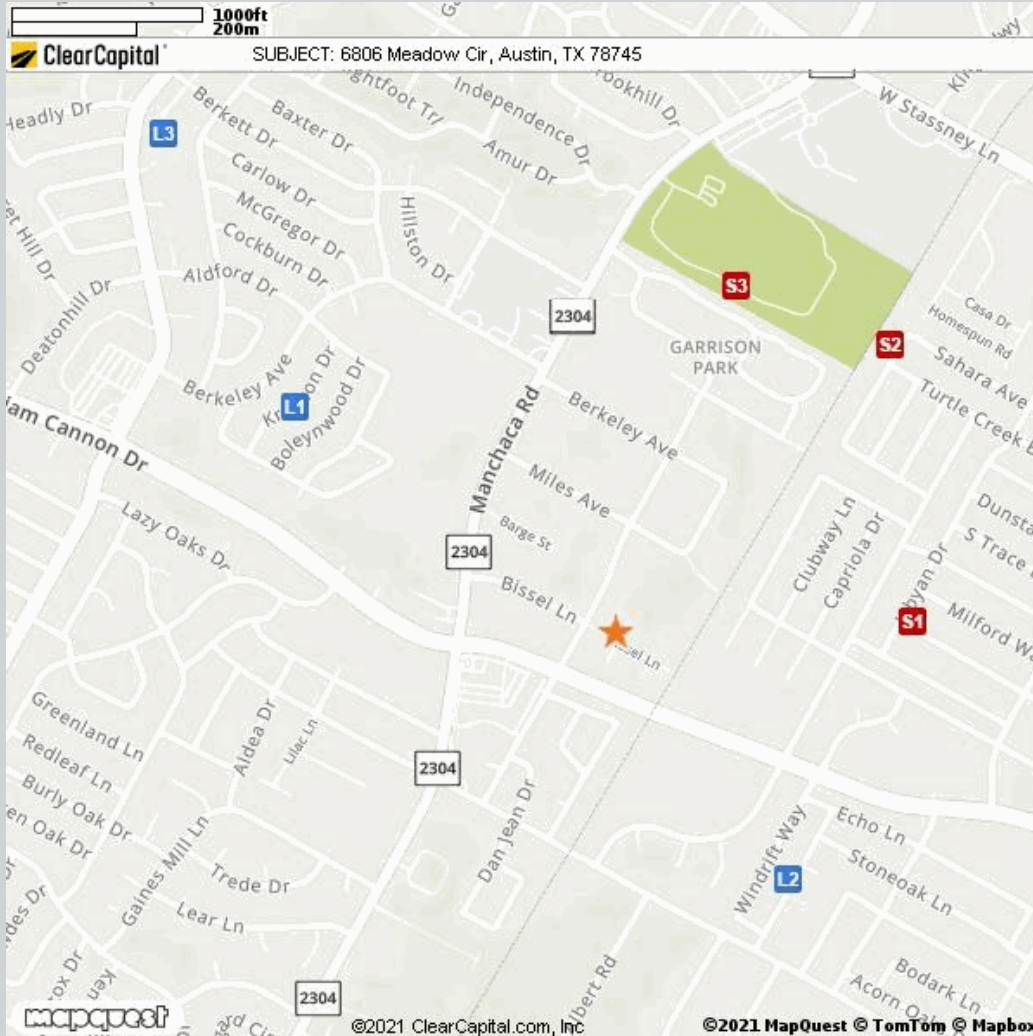 1000ft
200m
ClearCapital
SUBJECT: 6806 Meadow Cir, Austin, TX 78745
W Stassney Ln
Headly Dr
L3
Berkett Dr
Baxter Dr
Independence Dr
Amur Dr
Carlow Dr
McGregor Dr
Cockburn Dr
Hillston Dr
Aldford Dr
Deatonhill Dr
S3
2304
Casa Dr
Homespun Rd
GARRISON
PARK
S2
Sahara Ave
Turtle Creek
Berkeley Ave
L1
Boleynwood Dr
Manchaca Rd
Berkeley Ave
Cannon Dr
Miles Ave
Lazy Oaks Dr
Barge St
2304
Bissel Ln
Clubway Ln
Capriola Dr
S Trace
S1
Milford
Ln
Greenland Ln
Aldea Dr
Lilac Ln
Redleaf Ln
2304
Burly Oak Dr
Oak Dr
Gaines Mill Ln
Dan Jean Dr
Trede Dr
Lear Ln
Windrift Way
Echo Ln
Stoneoak Ln
L2
Bodark Ln
Acorn
2304
mapquest
©2021 ClearCapital.com, Inc
©2021 MapQuest © TomTom ©